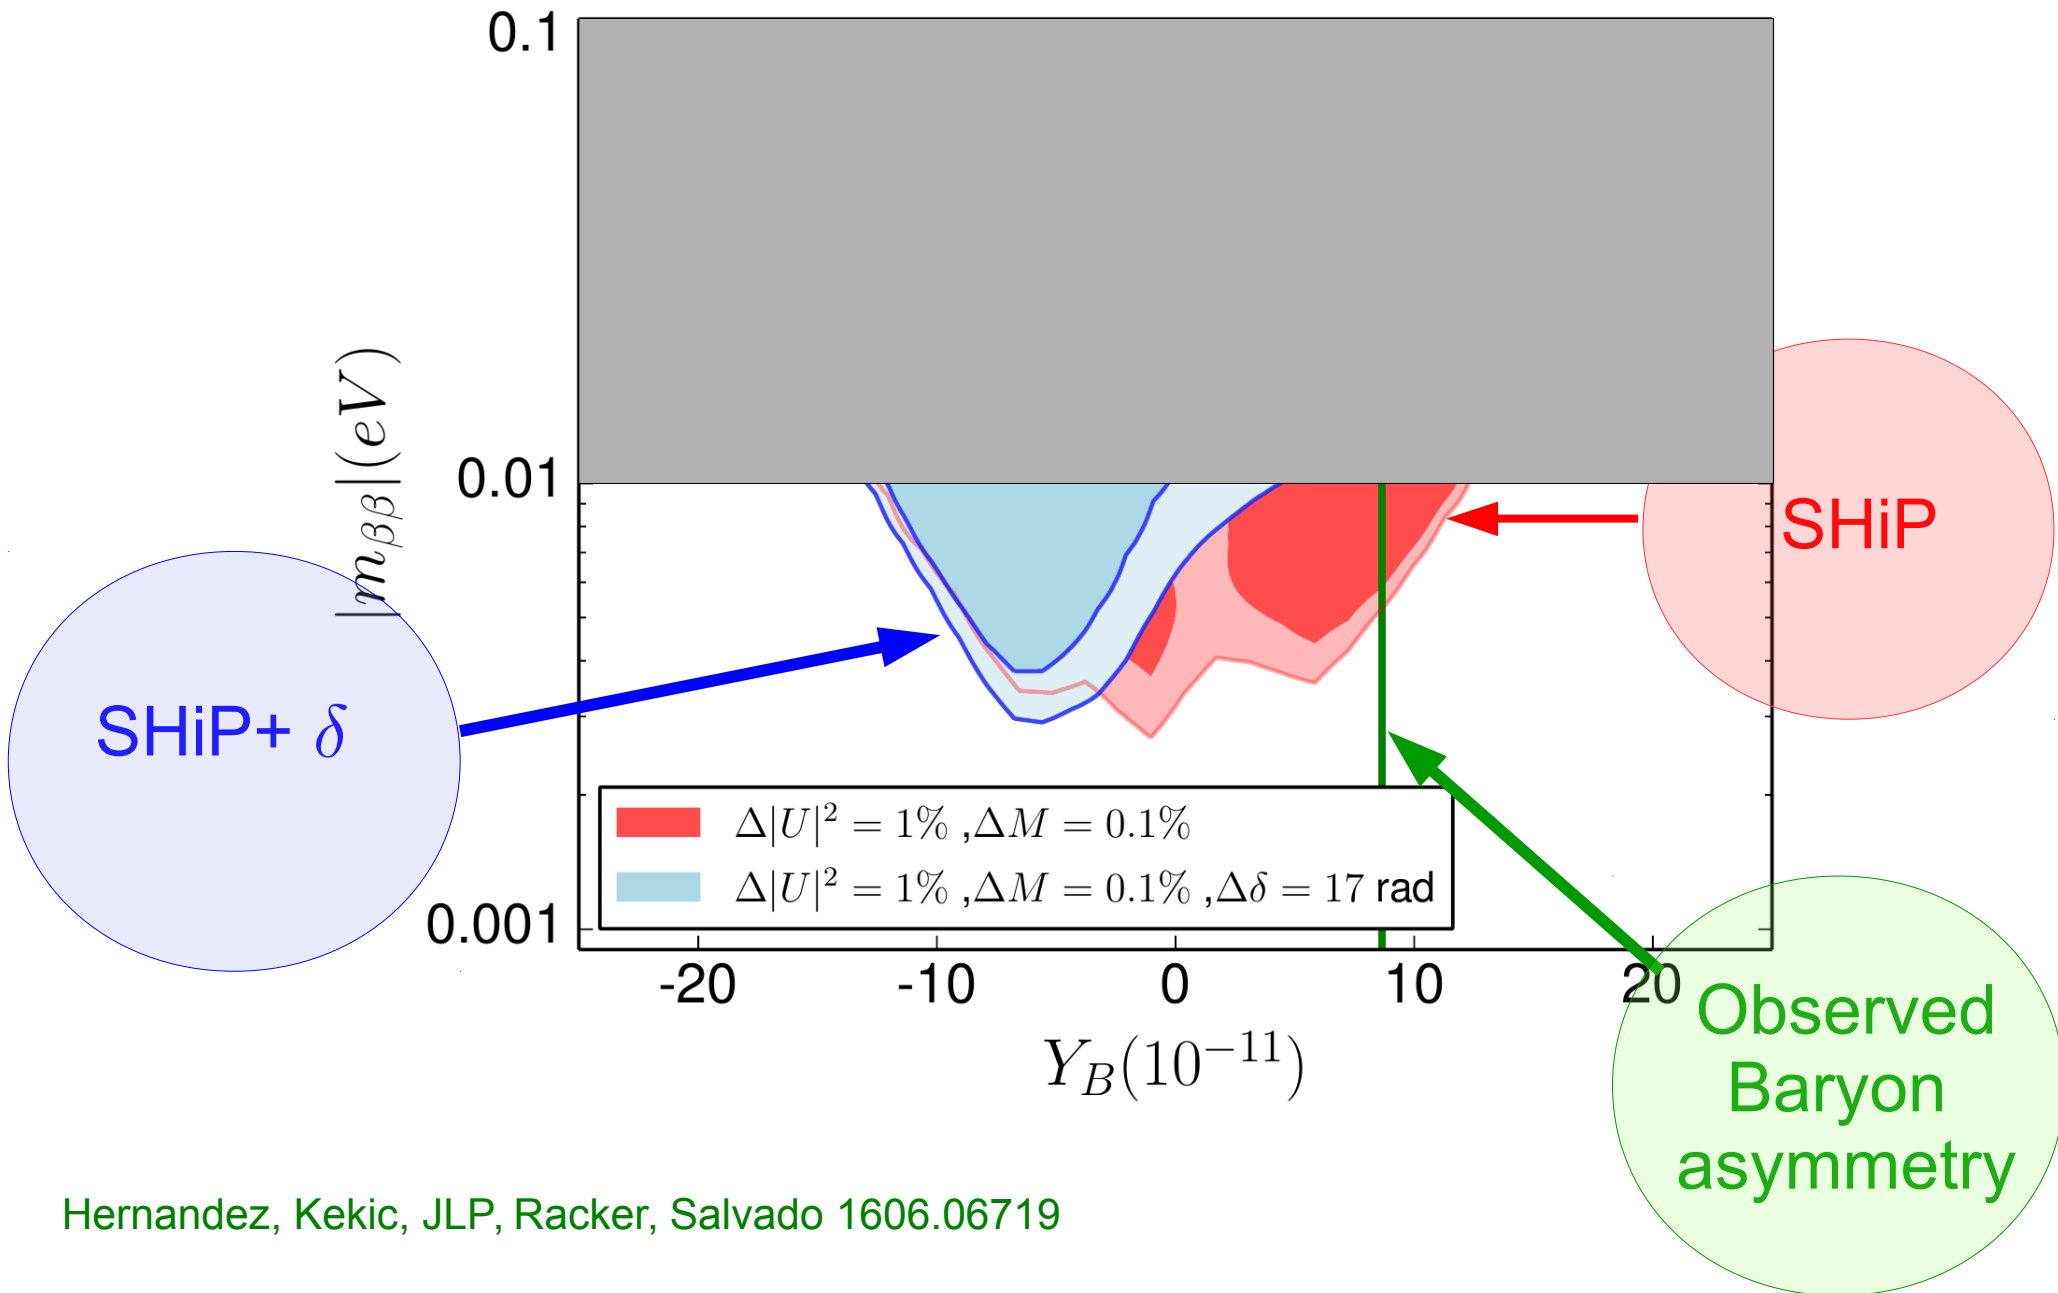 0.1
|m_{ββ}|(eV)
0.01
SHiP
SHiP+ δ
Δ|U|² = 1% ,ΔM = 0.1%
Δ|U|² = 1% ,ΔM = 0.1% ,Δδ = 17 rad
0.001
-20 -10 0 10 20
Y_B(10⁻¹¹)
Observed
Baryon
asymmetry
Hernandez, Kekic, JLP, Racker, Salvado 1606.06719